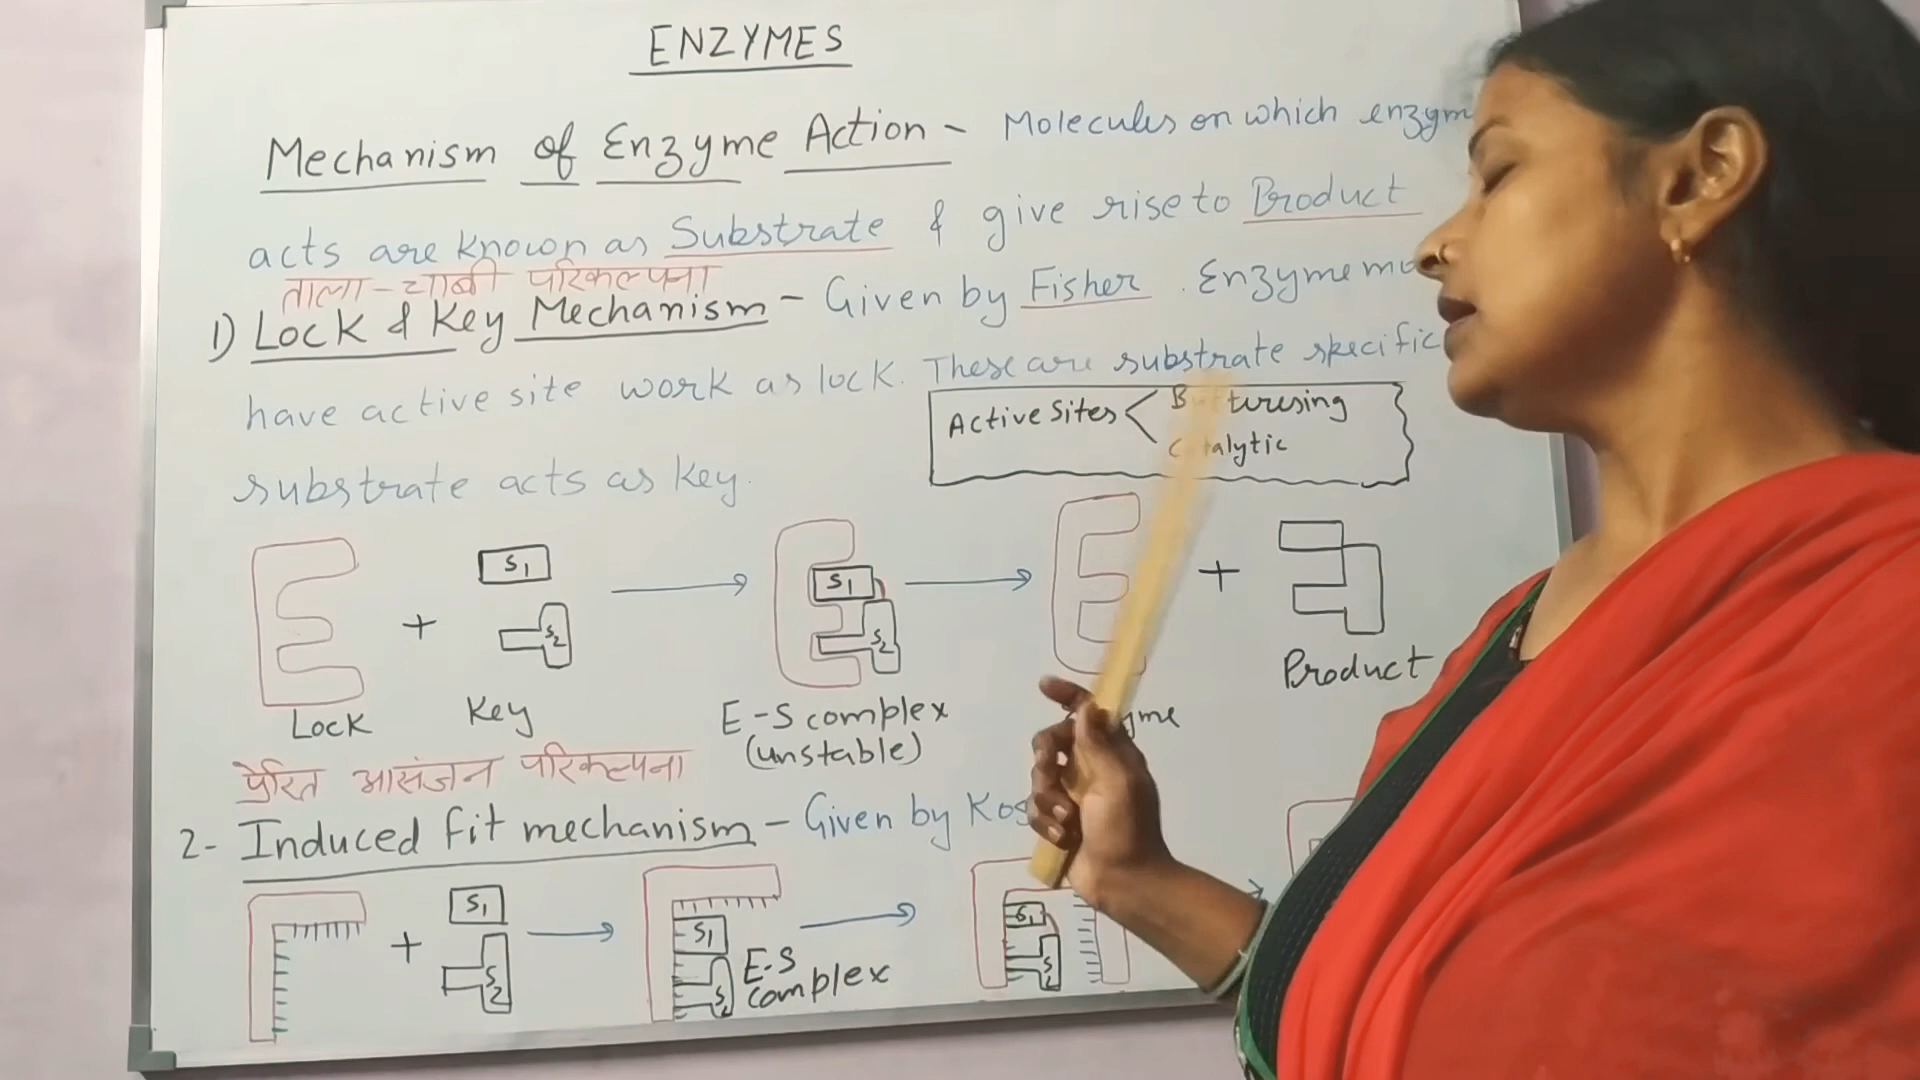 ENZYMES
Mechanism of Enzyme Action - Molecules on which enzym
acts are known as Substrate & give rise to Product
ताला-चाबी परिकल्पना
1) Lock & Key Mechanism - Given by Fisher. Enzyme
have active site work as lock. These are substrate specific
Active Sites < Butturesing
Catalytic
substrate acts as key.
S1
S2
+
S1
S2
+
Lock
Key
E-S complex
(unstable)
Product
प्रेरित आसंजन परिकल्पना
2- Induced fit mechanism - Given by
+
S1
S2
S1
S2
E-S
complex
S1
S2